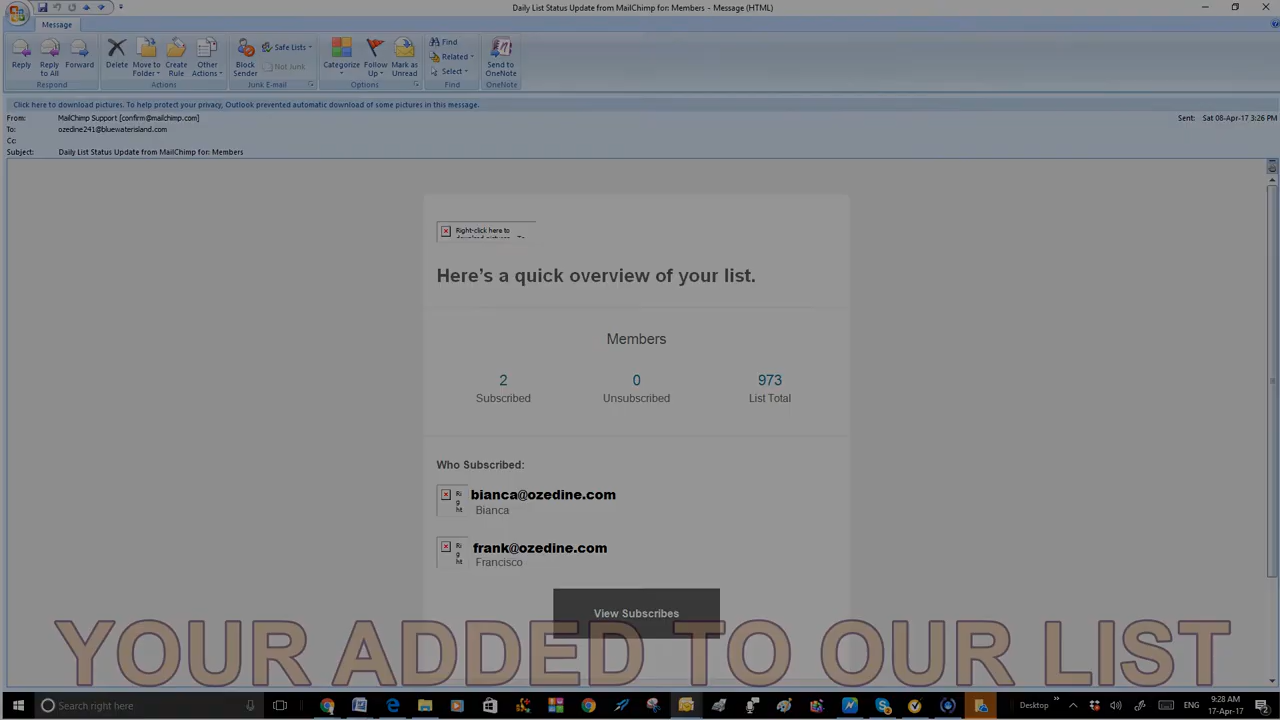 Daily List Status Update from MailChimp for: Members - Message (HTML)
Message
Reply
Reply to All
Forward
Respond
Delete
Move to Folder
Create Rule
Other Actions
Actions
Block Sender
Safe Lists
Not Junk
Junk E-mail
Categorize
Follow Up
Mark as Unread
Options
Find
Related
Select
Find
Send to OneNote
OneNote
Click here to download pictures. To help protect your privacy, Outlook prevented automatic download of some pictures in this message.
From: MailChimp Support [confirm@mailchimp.com] Sent: Sat 08-Apr-17 3:26 PM
To: ozedine241@bluewaterisland.com
Cc:
Subject: Daily List Status Update from MailChimp for: Members
Right-click here to
Here's a quick overview of your list.
Members
2 0 973
Subscribed Unsubscribed List Total
Who Subscribed:
bianca@ozedine.com
Bianca
frank@ozedine.com
Francisco
View Subscribes
YOUR ADDED TO OUR LIST
Search right here
Desktop
ENG
9:28 AM
17-Apr-17